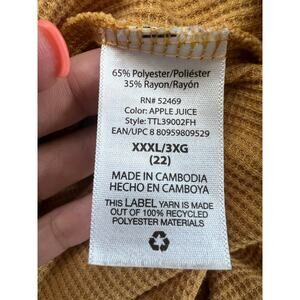 65% Polyester/Poliéster
35% Rayon/Rayón
RN# 52469
Color: APPLE JUICE
Style: TTL39002FH
EAN/UPC 8 80959809529
XXXL/3XG
(22)
MADE IN CAMBODIA
HECHO EN CAMBOYA
THIS LABEL YARN IS MADE
OUT OF 100% RECYCLED
POLYESTER MATERIALS